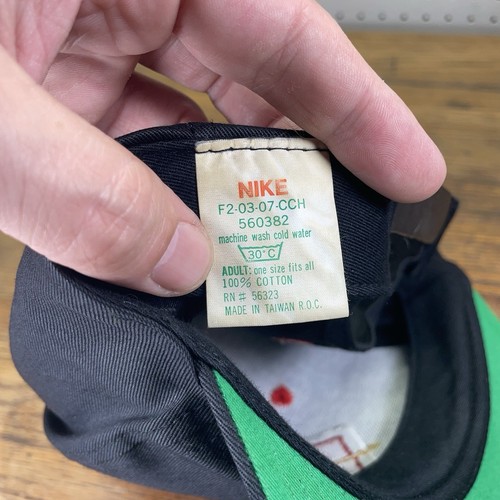 NIKE
F2-03-07-CCH
560382
machine wash cold water
30°C
ADULT: one size fits all
100% COTTON
RN # 56323
MADE IN TAIWAN R.O.C.